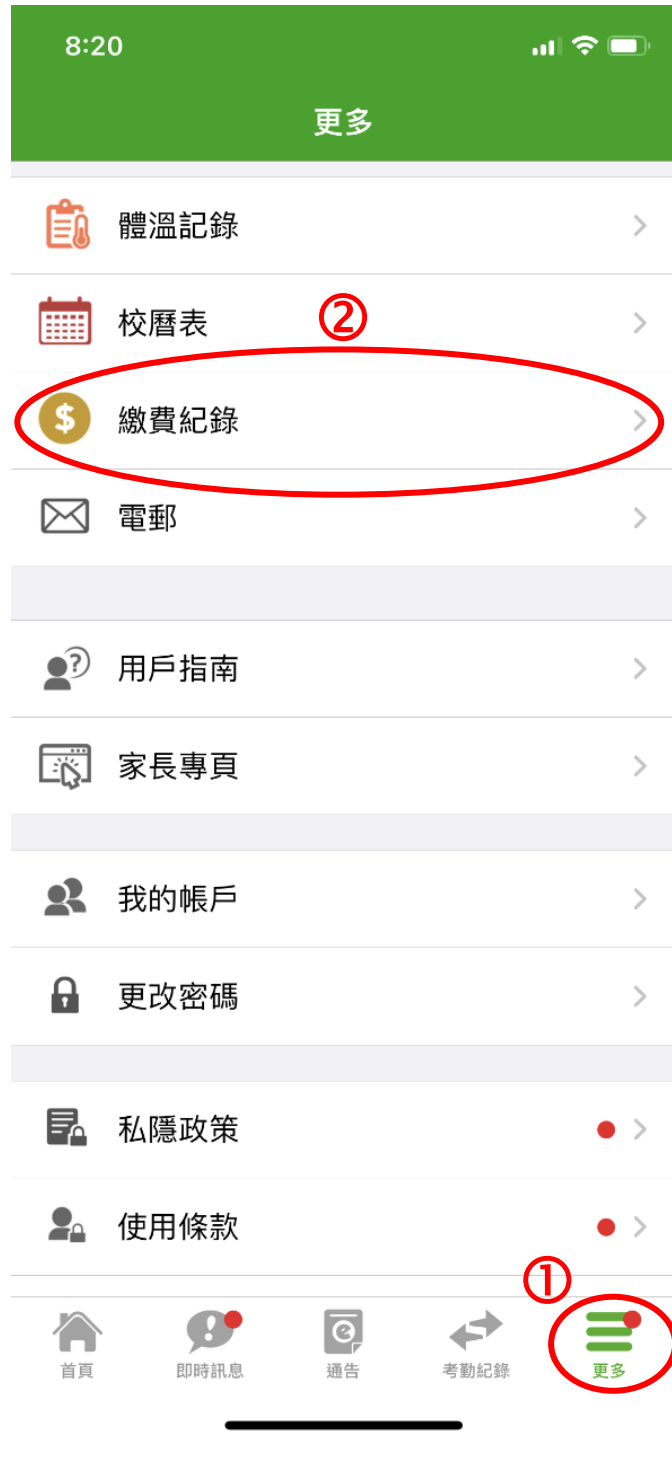 8:20
更多
體溫記錄
校曆表
②
繳費紀錄
電郵
用戶指南
家長專頁
我的帳戶
更改密碼
私隱政策
使用條款
①
首頁
即時訊息
通告
考勤紀錄
更多